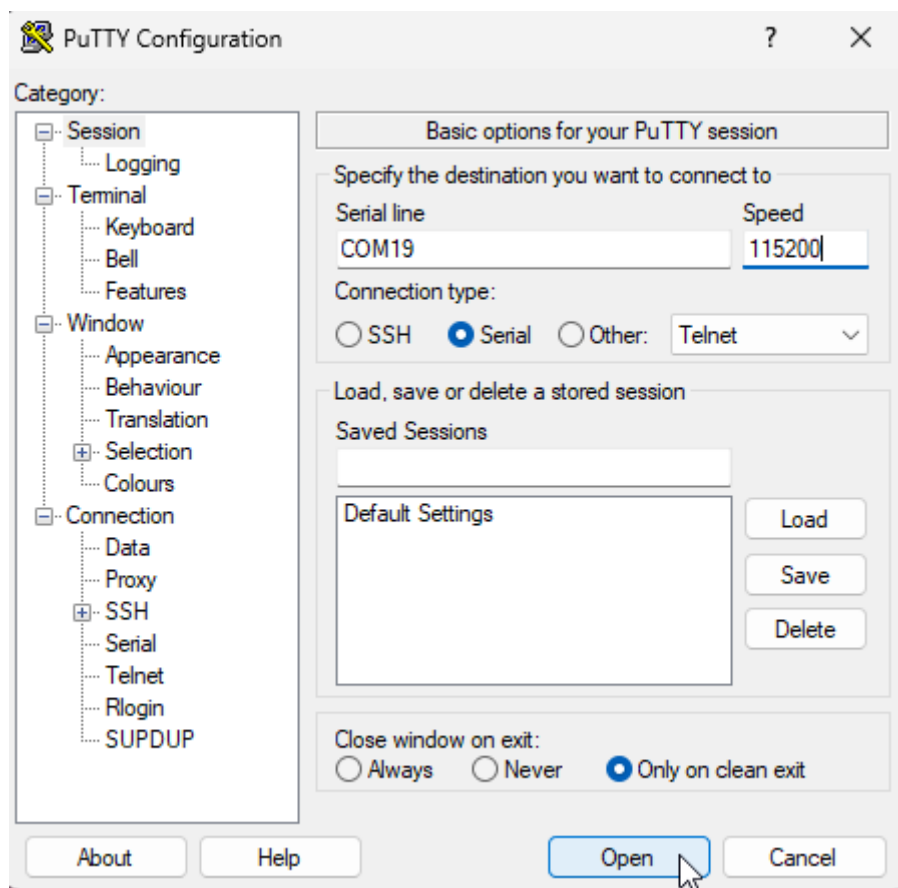 PuTTY Configuration
?
Category:
Session
Logging
Terminal
Keyboard
Bell
Features
Window
Appearance
Behaviour
Translation
Selection
Colours
Connection
Data
Proxy
SSH
Serial
Telnet
Rlogin
SUPDUP
Basic options for your PuTTY session
Specify the destination you want to connect to
Serial line Speed
COM19 115200
Connection type:
SSH Serial Other: Telnet
Load, save or delete a stored session
Saved Sessions
Default Settings
Load
Save
Delete
Close window on exit:
Always Never Only on clean exit
About Help Open Cancel